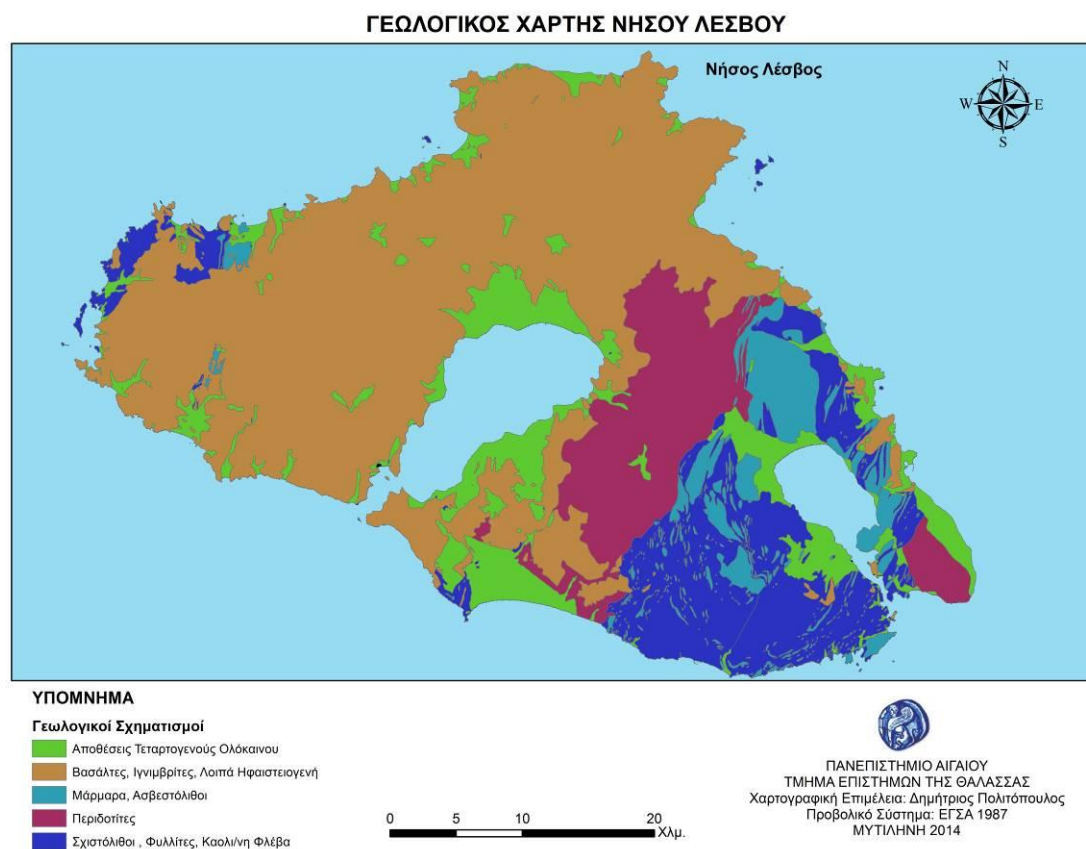 ΓΕΩΛΟΓΙΚΟΣ ΧΑΡΤΗΣ ΝΗΣΟΥ ΛΕΣΒΟΥ
Νήσος Λέσβος
N
W
E
S
ΥΠΟΜΝΗΜΑ
Γεωλογικοί Σχηματισμοί
Αποθέσεις Τεταρτογενούς Ολόκαινου
Βασάλτες, Ιγνιμβρίτες, Λοιπά Ηφαιστειογενή
Μάρμαρα, Ασβεστόλιθοι
Περιδοτίτες
Σχιστόλιθοι , Φυλλίτες, Καολι/νη Φλέβα
0 5 10 20
Χλμ.
ΠΑΝΕΠΙΣΤΗΜΙΟ ΑΙΓΑΙΟΥ
ΤΜΗΜΑ ΕΠΙΣΤΗΜΩΝ ΤΗΣ ΘΑΛΑΣΣΑΣ
Χαρτογραφική Επιμέλεια: Δημήτριος Πολιτόπουλος
Προβολικό Σύστημα: ΕΓΣΑ 1987
ΜΥΤΙΛΗΝΗ 2014